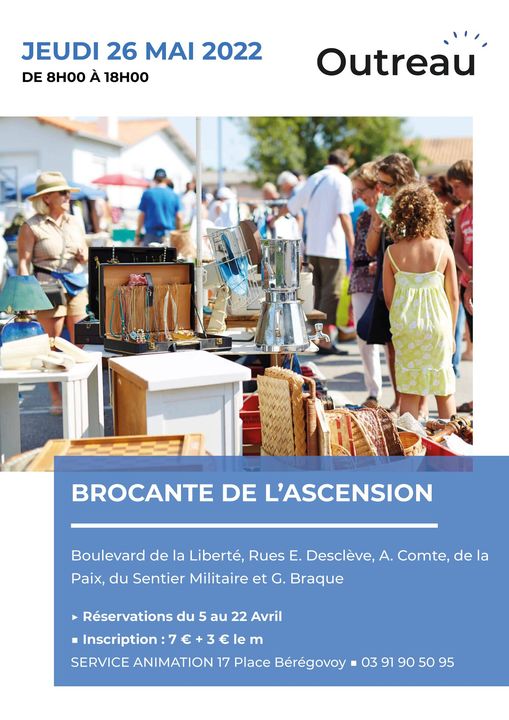 JEUDI 26 MAI 2022
DE 8H00 À 18H00
Outreau
BROCANTE DE L'ASCENSION
Boulevard de la Liberté, Rues E. Desclève, A. Comte, de la
Paix, du Sentier Militaire et G. Braque
▸ Réservations du 5 au 22 Avril
▪ Inscription : 7 € + 3 € le m
SERVICE ANIMATION 17 Place Bérégovoy ▪ 03 91 90 50 95